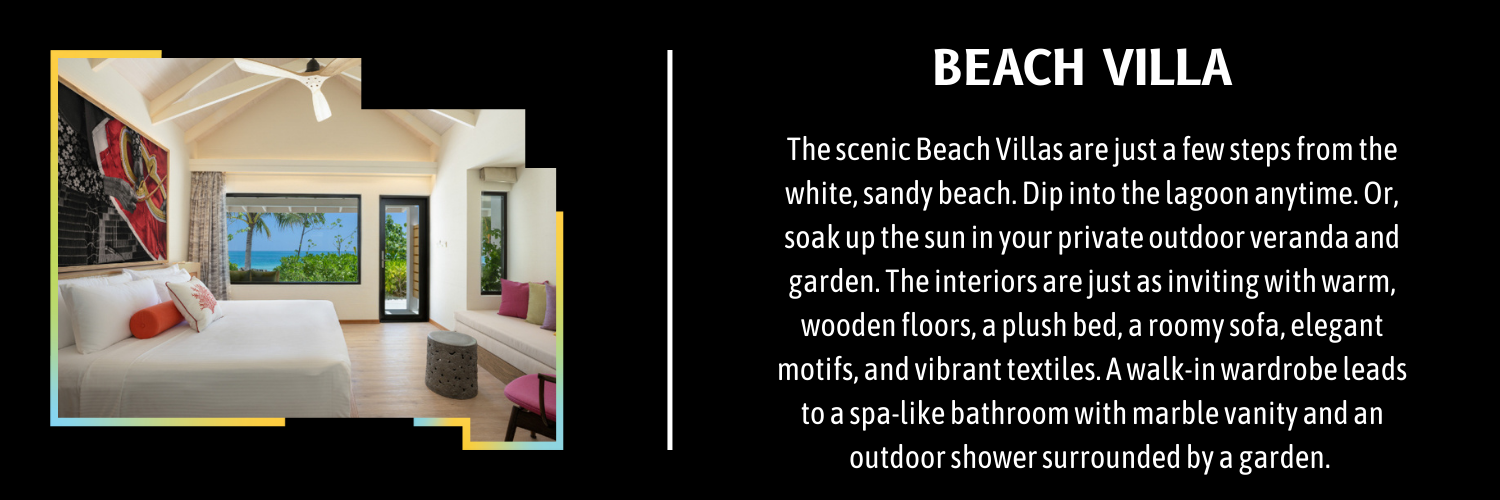 BEACH VILLA
The scenic Beach Villas are just a few steps from the
white, sandy beach. Dip into the lagoon anytime. Or,
soak up the sun in your private outdoor veranda and
garden. The interiors are just as inviting with warm,
wooden floors, a plush bed, a roomy sofa, elegant
motifs, and vibrant textiles. A walk-in wardrobe leads
to a spa-like bathroom with marble vanity and an
outdoor shower surrounded by a garden.